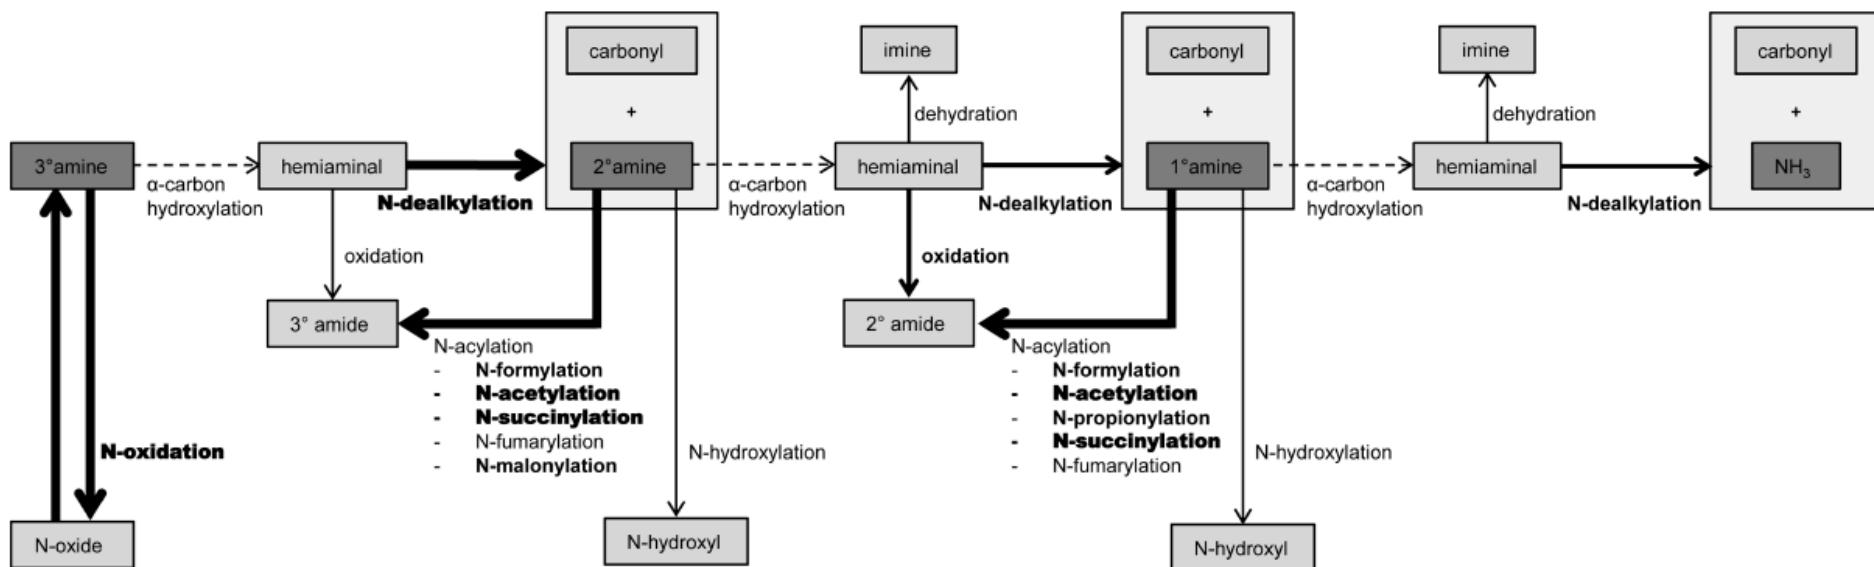 carbonyl
imine
carbonyl
imine
carbonyl
+
dehydration
+
dehydration
+
3°amine
hemiaminal
2°amine
hemiaminal
1°amine
hemiaminal
NH₃
α-carbon
hydroxylation
N-dealkylation
α-carbon
hydroxylation
N-dealkylation
α-carbon
hydroxylation
N-dealkylation
oxidation
oxidation
3° amide
2° amide
N-acylation
- N-formylation
- N-acetylation
- N-succinylation
- N-fumarylation
- N-malonylation
N-acylation
- N-formylation
- N-acetylation
- N-propionylation
- N-succinylation
- N-fumarylation
N-oxidation
N-hydroxylation
N-hydroxylation
N-oxide
N-hydroxyl
N-hydroxyl